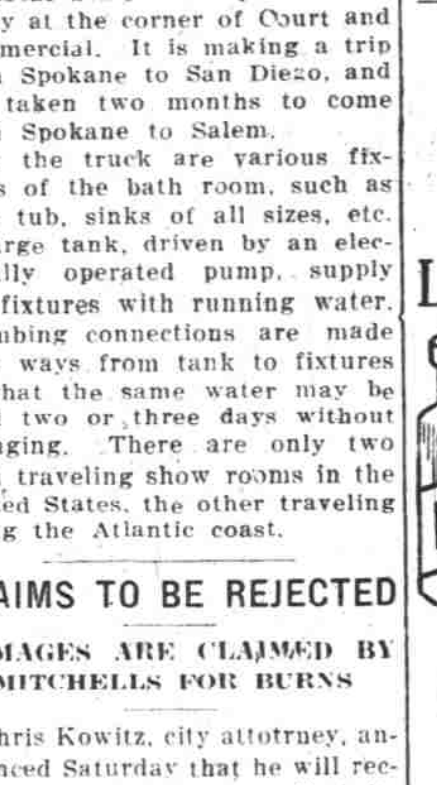 y at the corner of Court and
mercial. It is making a trip
Spokane to San Diego, and
taken two months to come
Spokane to Salem.
the truck are various fix-
s of the bath room, such as
tub, sinks of all sizes, etc.
arge tank, driven by an elec-
ally operated pump, supply
fixtures with running water.
mbing connections are made
ways from tank to fixtures
hat the same water may be
two or three days without
nging. There are only two
traveling show rooms in the
ted States, the other traveling
g the Atlantic coast.
AIMS TO BE REJECTED
MAGES ARE CLAIMED BY
MITCHELLS FOR BURNS
hris Kowitz, city attotrney, an-
nced Saturday that he will rec-
L